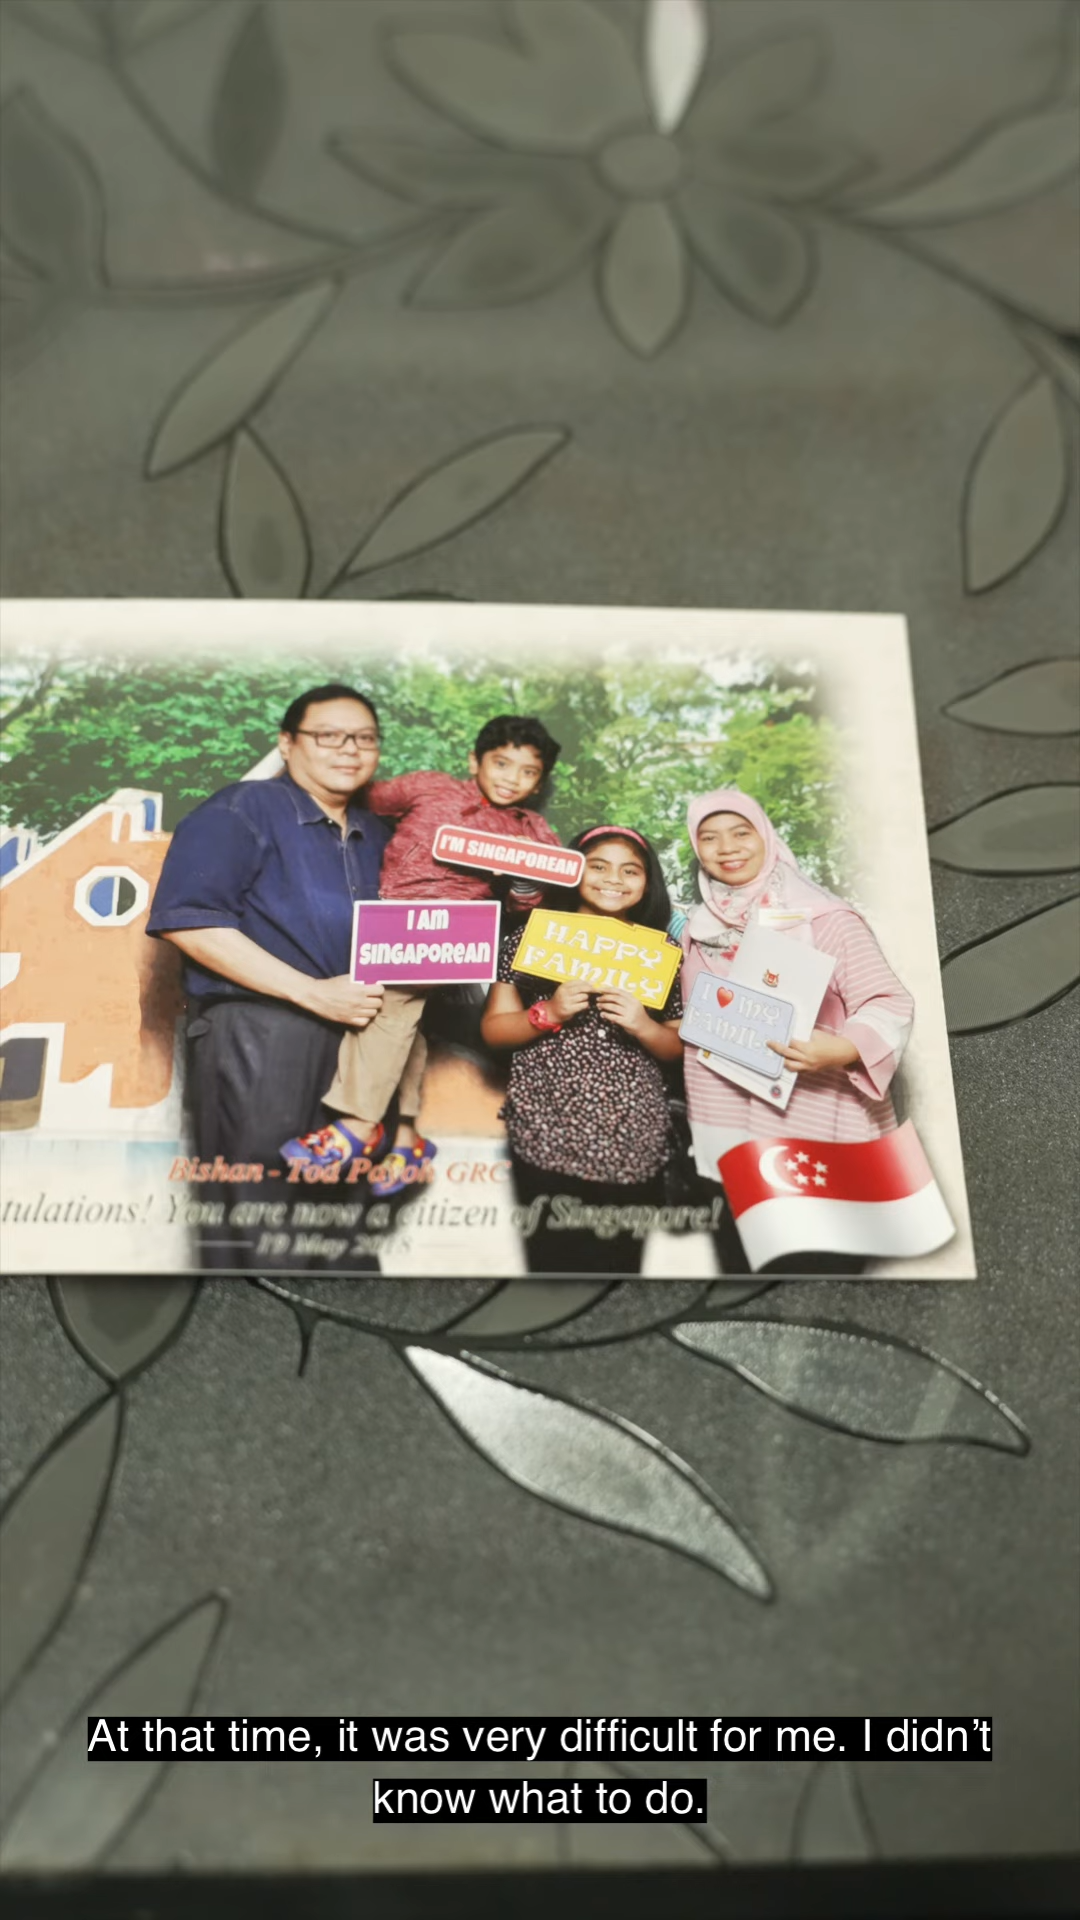 I'M SINGAPOREAN
I AM
SINGAPOREAN
HAPPY
FAMILY
I ❤ MY
FAMILY
Bishan - Toa Payoh GRC
tulations! You are now a citizen of Singapore!
19 May 2018
At that time, it was very difficult for me. I didn’t
know what to do.